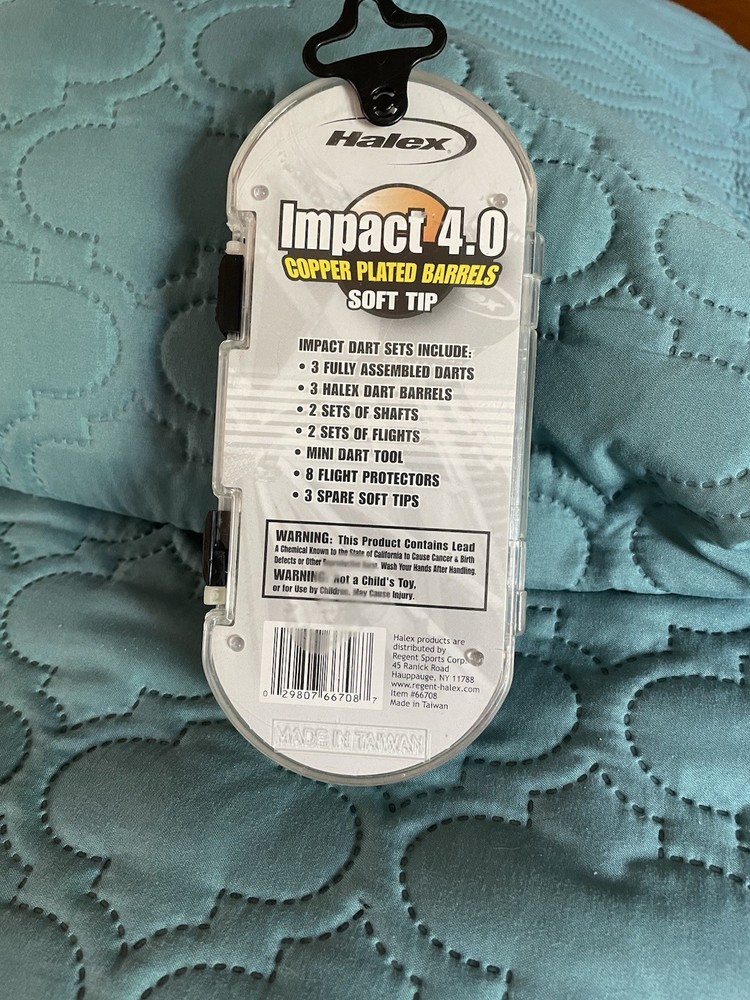 Halex
Impact 4.0
COPPER PLATED BARRELS
SOFT TIP
IMPACT DART SETS INCLUDE:
• 3 FULLY ASSEMBLED DARTS
• 3 HALEX DART BARRELS
• 2 SETS OF SHAFTS
• 2 SETS OF FLIGHTS
• MINI DART TOOL
• 8 FLIGHT PROTECTORS
• 3 SPARE SOFT TIPS
WARNING: This Product Contains Lead
A Chemical Known to the State of California to Cause Cancer & Birth
Defects or Other Reproductive Harm. Wash Your Hands After Handling.
WARNING: Not a Child's Toy,
or for Use by Children. May Cause Injury.
0 29807 66708 7
Halex products are
distributed by
Regent Sports Corp.
45 Ranick Road
Hauppauge, NY 11788
www.regent-halex.com
Item #66708
Made in Taiwan
MADE IN TAIWAN